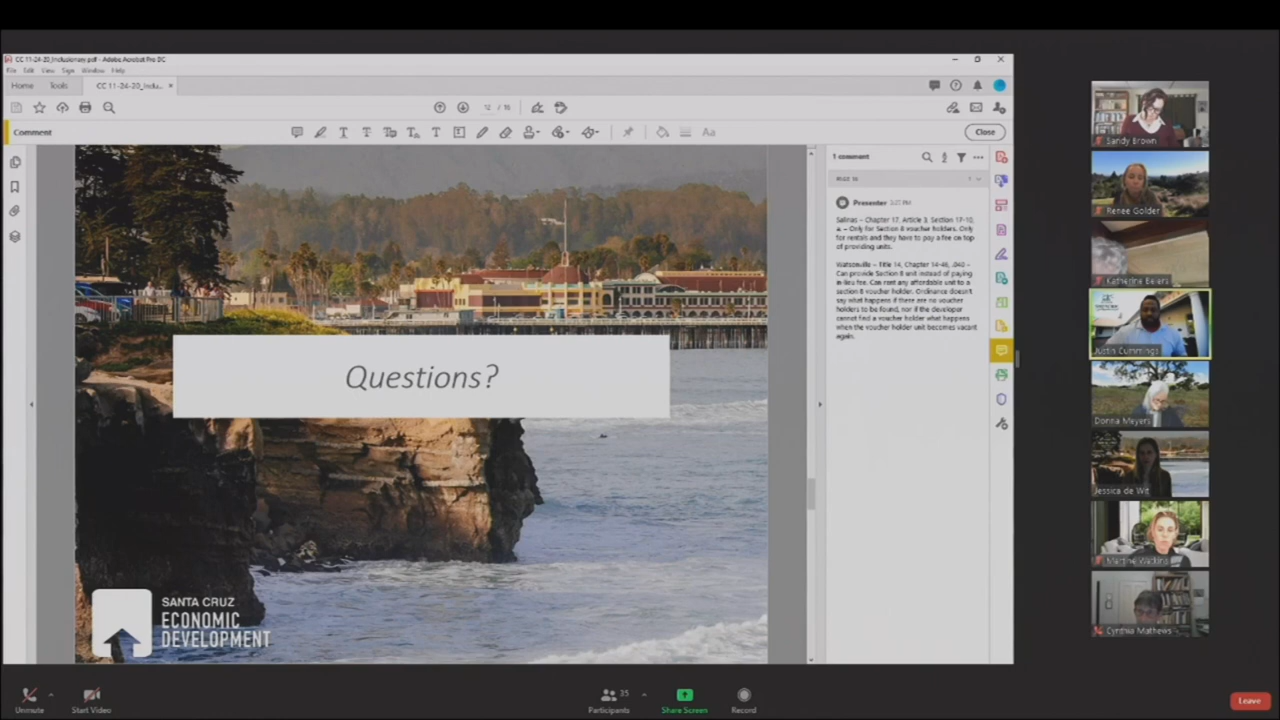 CC 11-24-20_Inclusionary.pdf - Adobe Acrobat Pro DC
File Edit View Sign Window Help
Home Tools CC 11-24-20_Inclu... ×
12 / 16
Comment
Close
1 comment
Questions?
Presenter 3:27 PM
Salinas – Chapter 17, Article 3, Section 17-10,
a. – Only for Section 8 voucher holders. Only
for rentals and they have to pay a fee on top
of providing units.
Watsonville – Title 14, Chapter 14-46, .040 –
Can provide Section 8 unit instead of paying
in lieu fee. Can rent any affordable unit to a
section 8 voucher holder. Ordinance doesn't
say what happens if there are no voucher
holders to be found, nor if the developer
cannot find a voucher holder what happens
when the voucher holder unit becomes vacant
again.
SANTA CRUZ
ECONOMIC
DEVELOPMENT
Sandy Brown
Renee Golder
Katherine Beiers
Justin Cummings
Donna Meyers
Jessica de Wit
Martine Watkins
Cynthia Mathews
Unmute
Start Video
35
Participants
Share Screen
Record
Leave